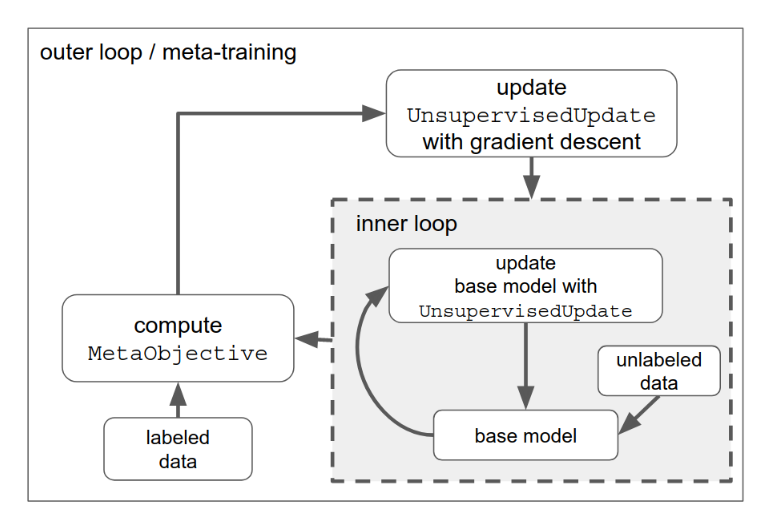 outer loop / meta-training
update
UnsupervisedUpdate
with gradient descent
inner loop
update
base model with
UnsupervisedUpdate
compute
MetaObjective
unlabeled
data
labeled
data
base model